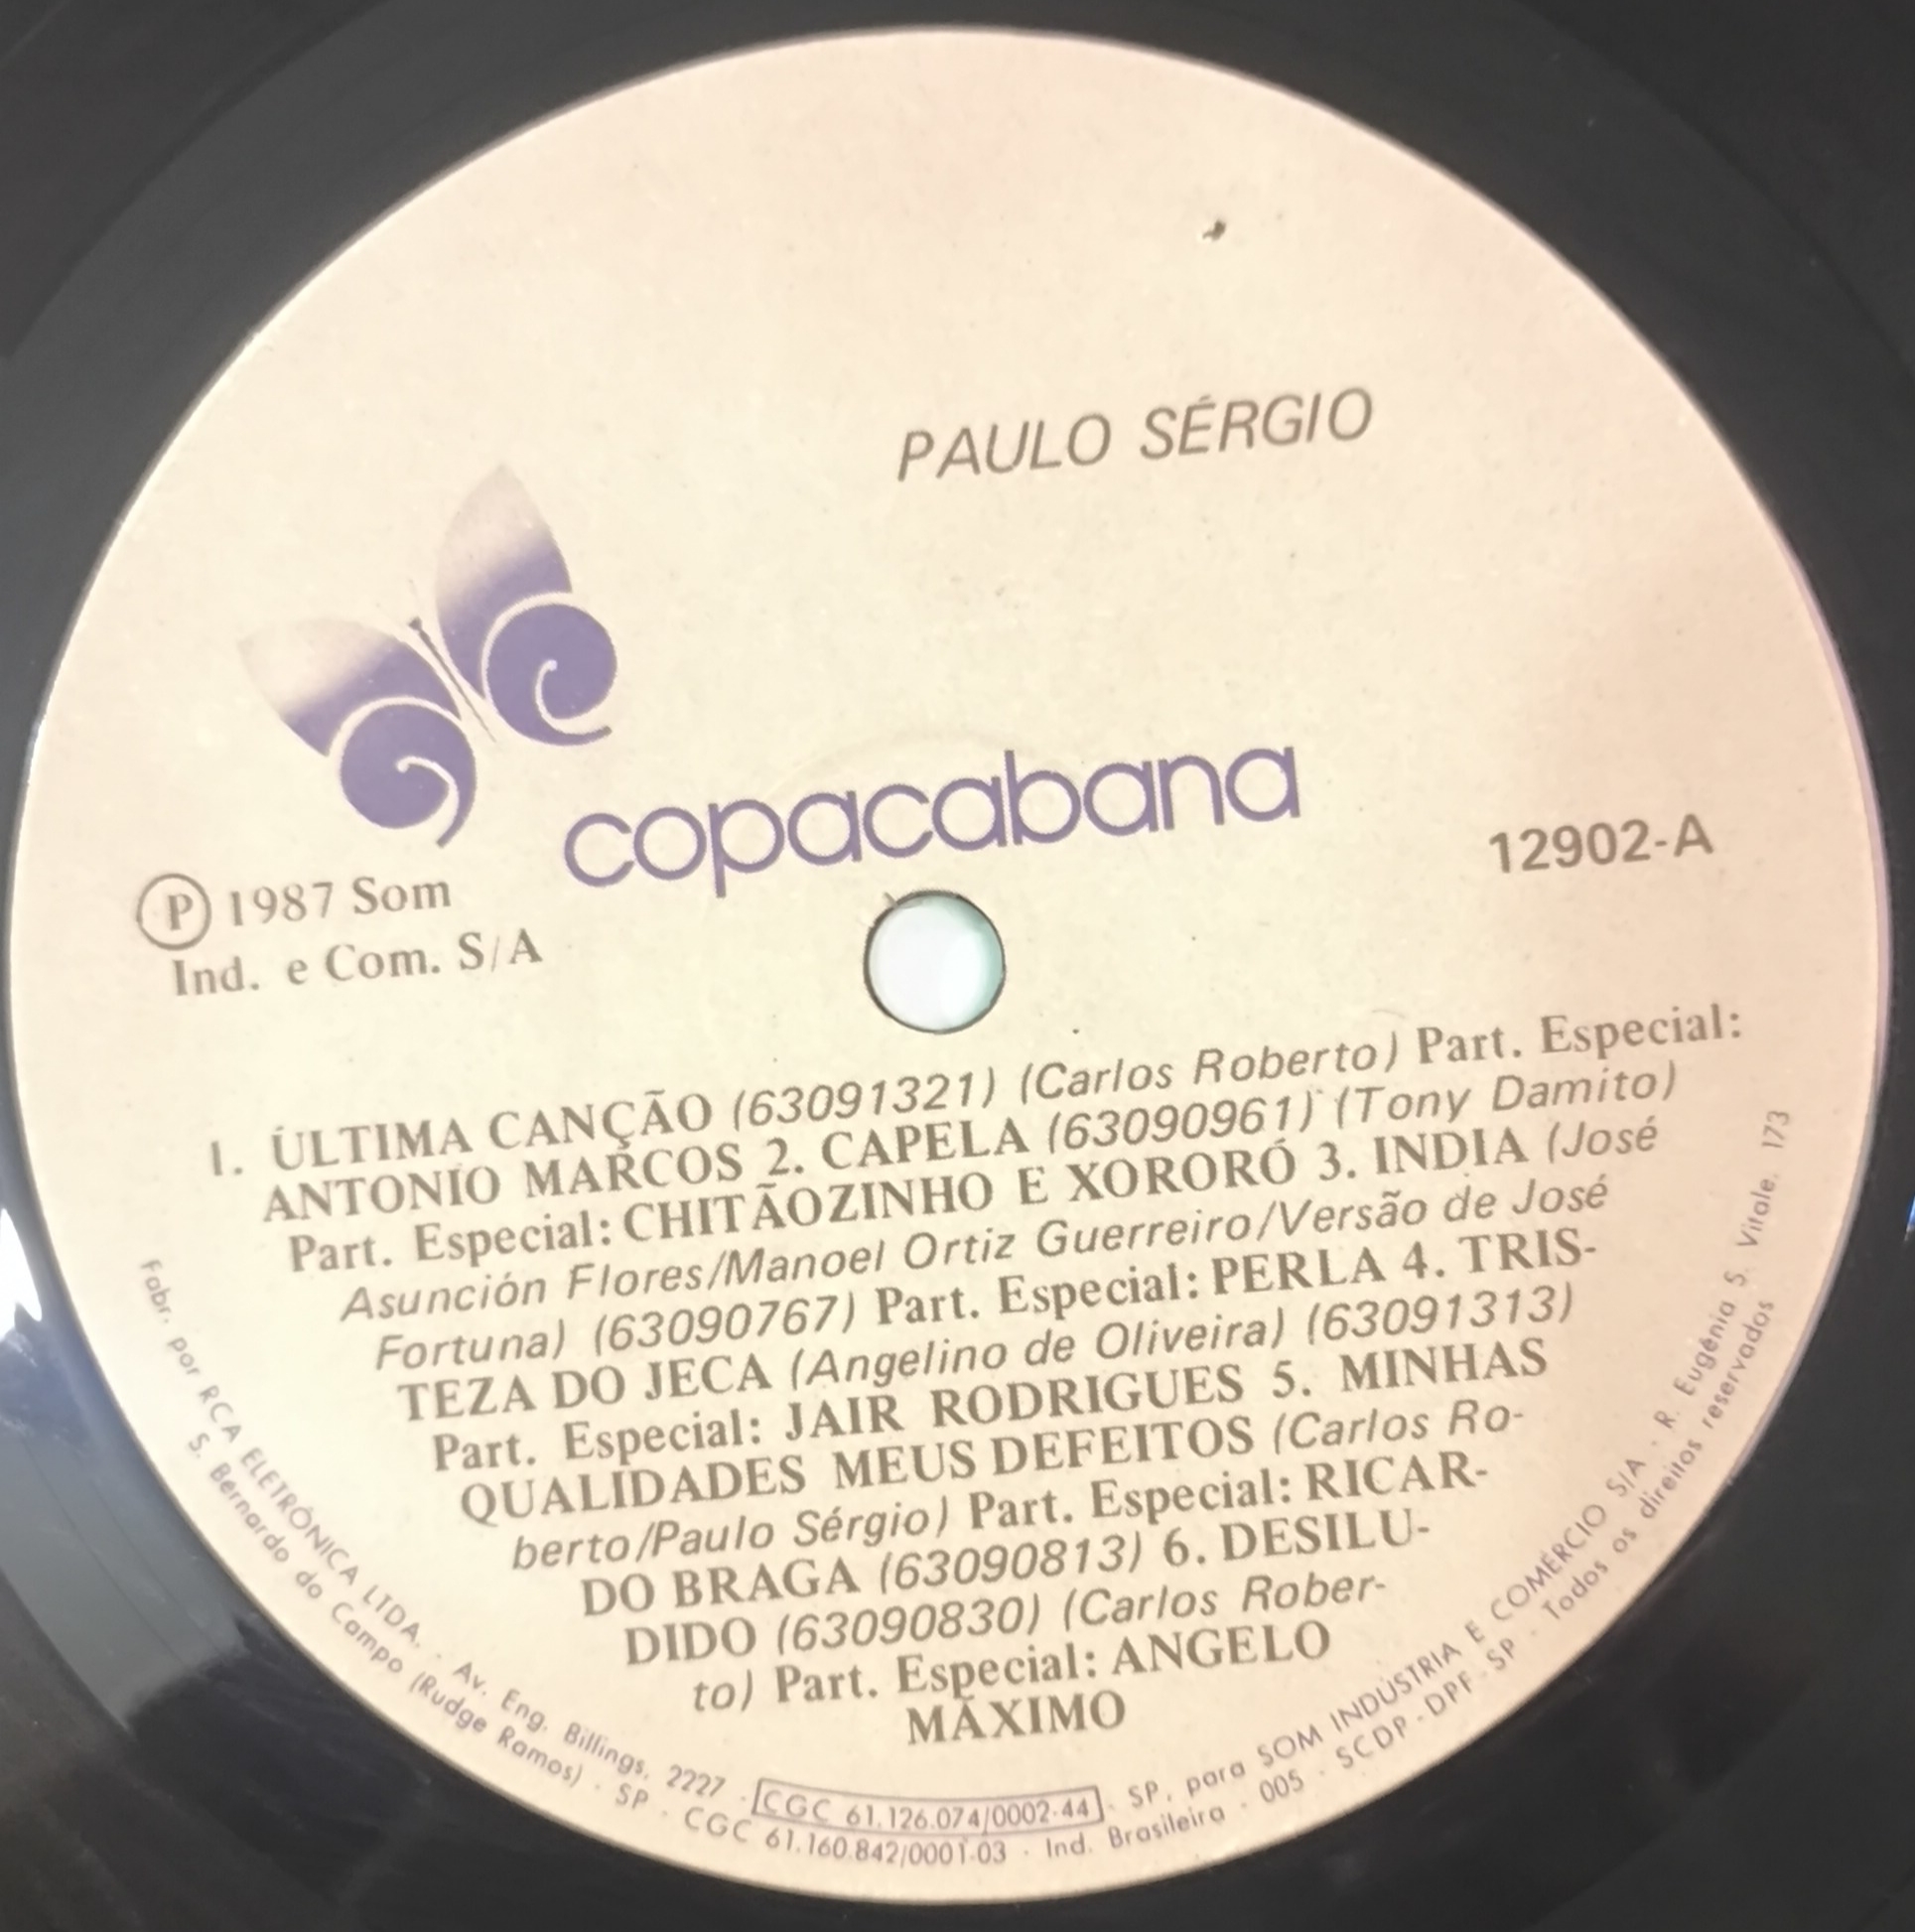 PAULO SÉRGIO
copacabana
12902-A
Ⓟ 1987 Som
Ind. e Com. S/A
1. ÚLTIMA CANÇÃO (63091321) (Carlos Roberto) Part. Especial:
ANTONIO MARCOS 2. CAPELA (63090961) (Tony Damito)
Part. Especial: CHITÃOZINHO E XORORÓ 3. INDIA (José
Asunción Flores/Manoel Ortiz Guerreiro/Versão de José
Fortuna) (63090767) Part. Especial: PERLA 4. TRIS-
TEZA DO JECA (Angelino de Oliveira) (63091313)
Part. Especial: JAIR RODRIGUES 5. MINHAS
QUALIDADES MEUS DEFEITOS (Carlos Ro-
berto/Paulo Sérgio) Part. Especial: RICAR-
DO BRAGA (63090813) 6. DESILU-
DIDO (63090830) (Carlos Rober-
to) Part. Especial: ANGELO
MÁXIMO
Fabr. por RCA ELETRÔNICA LTDA. · Av. Eng. Billings, 2227 · CGC 61.126.074/0002-44 · SP, para SOM INDÚSTRIA E COMÉRCIO S/A · R. Eugênia S. Vitale, 173
S. Bernardo do Campo (Rudge Ramos) · SP · CGC 61.160.842/0001-03 · Ind. Brasileira · 005 · SCDP-DPF-SP · Todos os direitos reservados